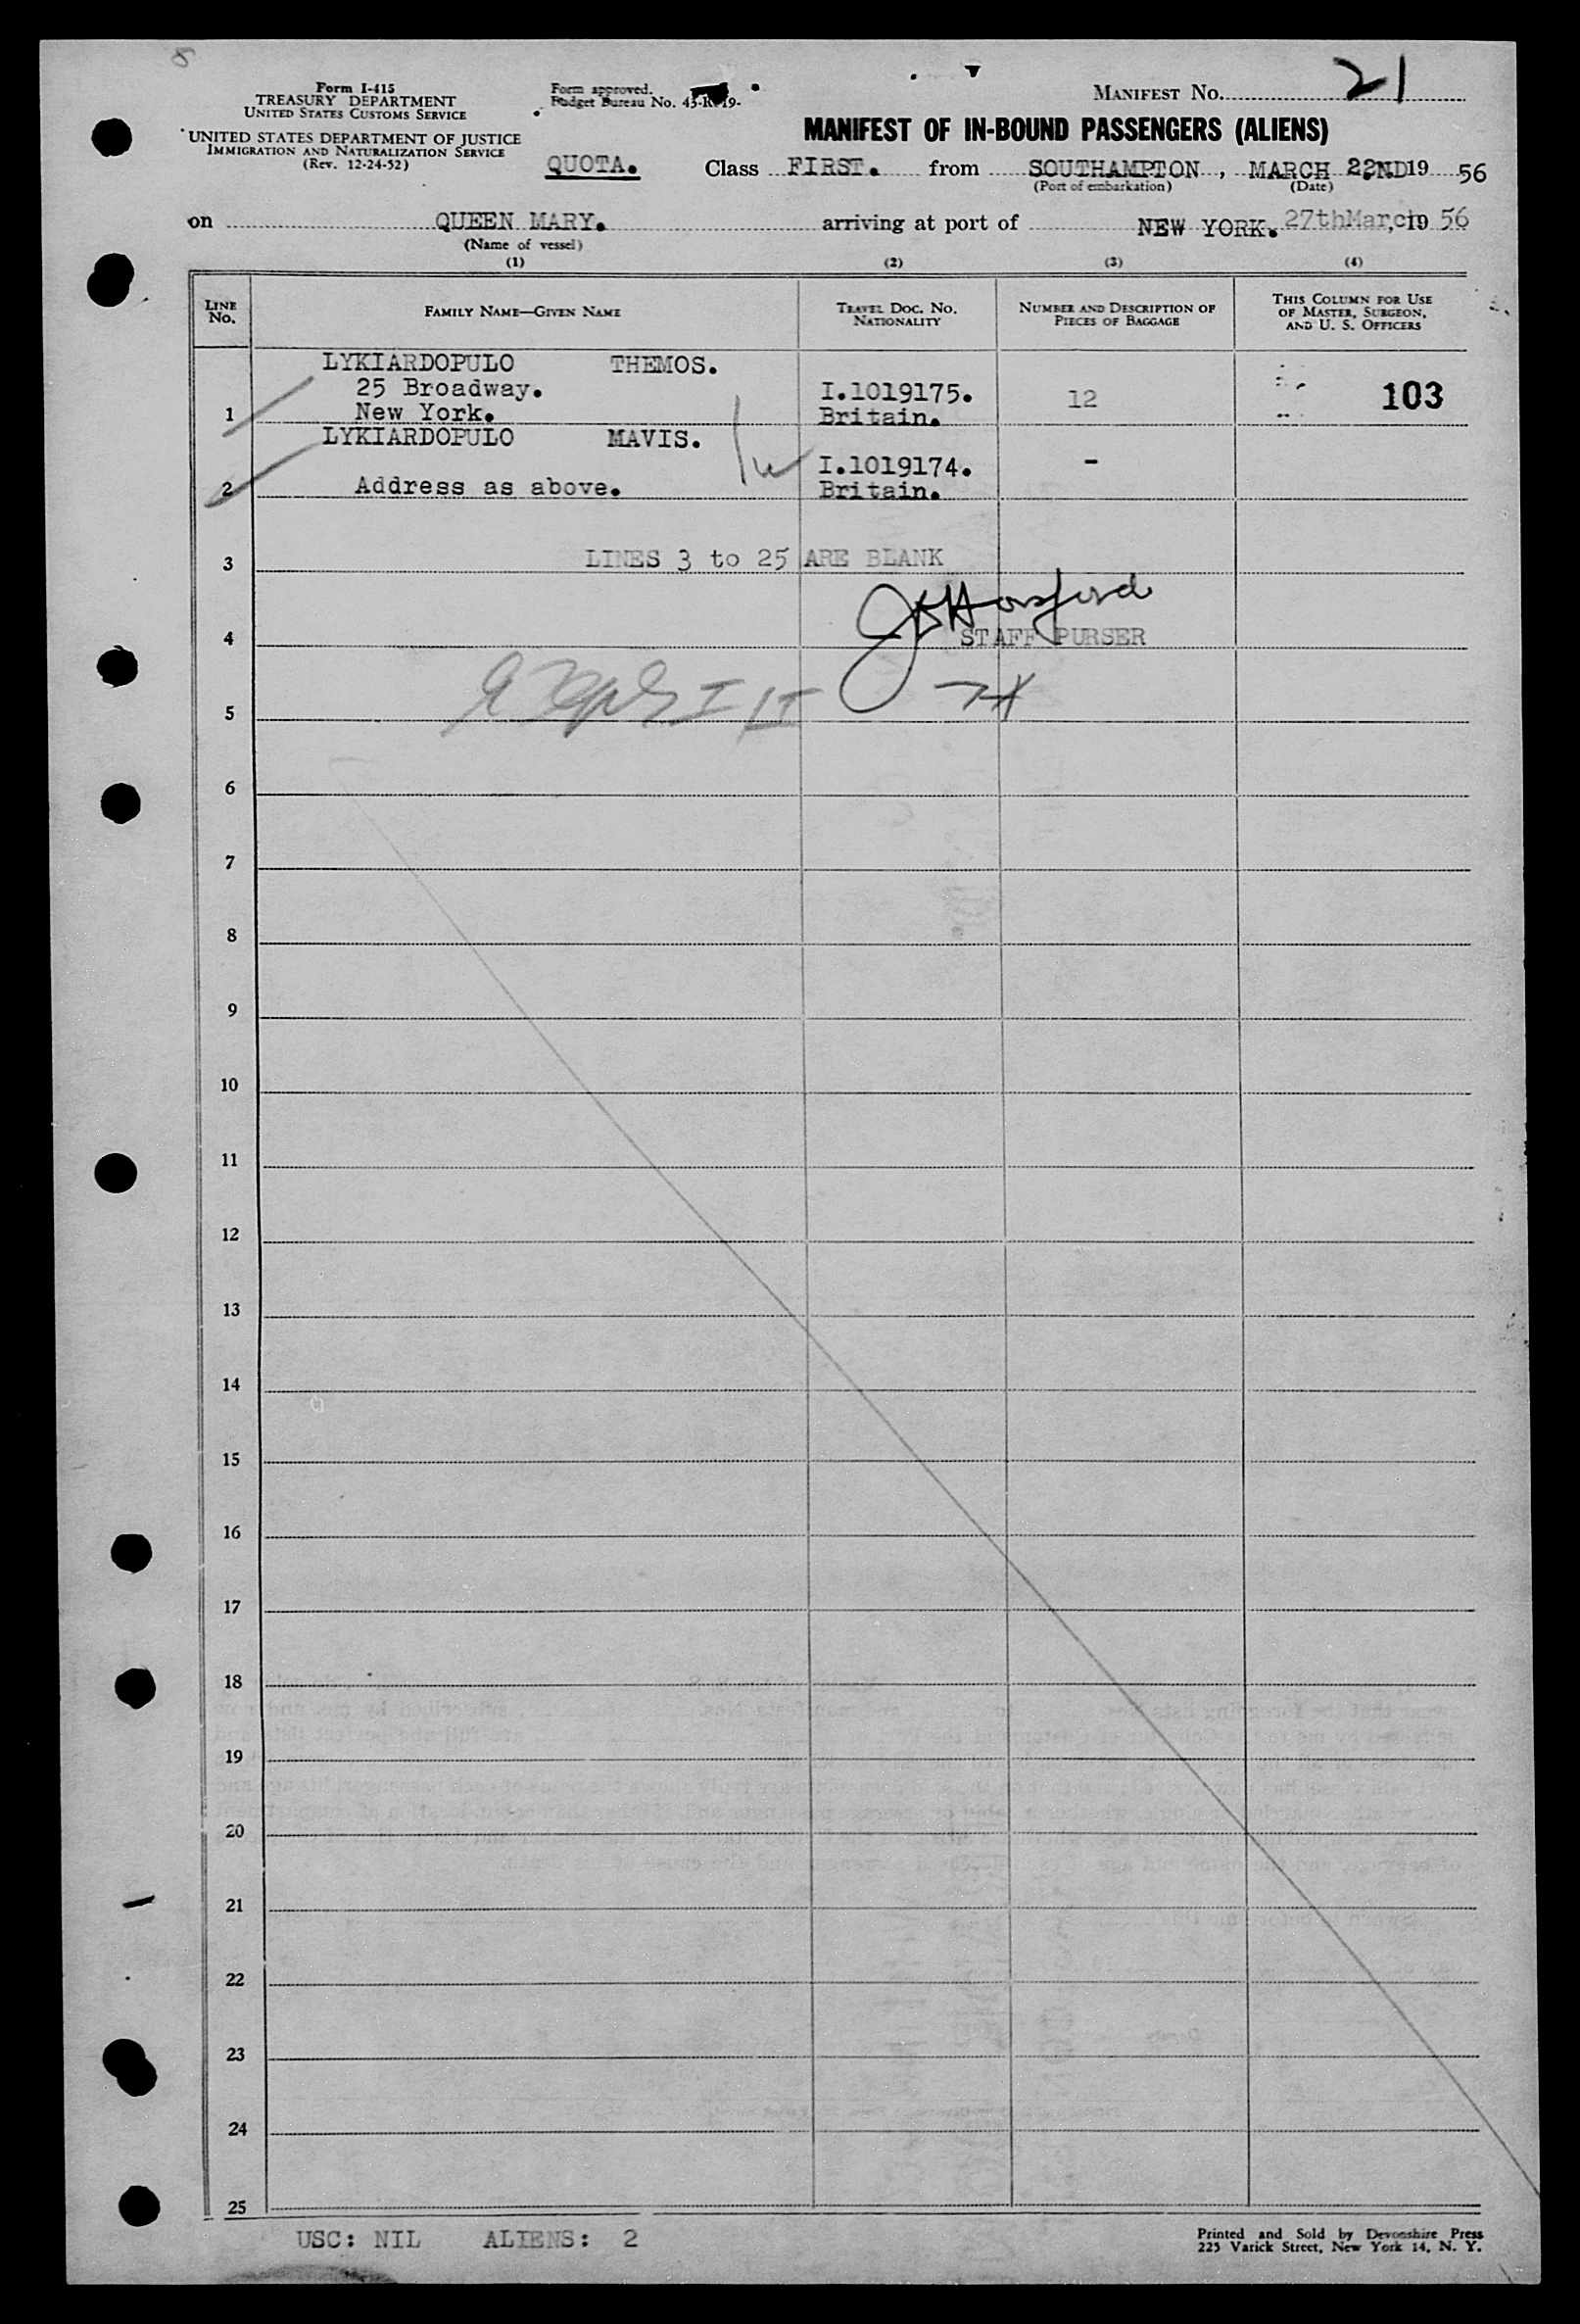 8
Form I-415
TREASURY DEPARTMENT
UNITED STATES CUSTOMS SERVICE
UNITED STATES DEPARTMENT OF JUSTICE
IMMIGRATION AND NATURALIZATION SERVICE
(Rev. 12-24-52)
Form approved.
Budget Bureau No. 43-R
MANIFEST No. 21
MANIFEST OF IN-BOUND PASSENGERS (ALIENS)
QUOTA. Class FIRST. from SOUTHAMPTON, MARCH 22ND 19 56
(Port of embarkation) (Date)
on QUEEN MARY. arriving at port of NEW YORK. 27thMarch, 19 56
(Name of vessel)
(1) (2) (3) (4)
LINE No. FAMILY NAME—GIVEN NAME TRAVEL DOC. NO. NATIONALITY NUMBER AND DESCRIPTION OF PIECES OF BAGGAGE THIS COLUMN FOR USE OF MASTER, SURGEON, AND U. S. OFFICERS
LYKIARDOPULO THEMOS.
25 Broadway. I.1019175. 12 103
1 New York. Britain.
LYKIARDOPULO MAVIS.
I.1019174. -
2 Address as above. Britain.
3 LINES 3 to 25 ARE BLANK
4 STAFF PURSER
5
6
7
8
9
10
11
12
13
14
15
16
17
18
19
20
21
22
23
24
25
USC: NIL ALIENS: 2
Printed and Sold by Devonshire Press
225 Varick Street, New York 14, N. Y.